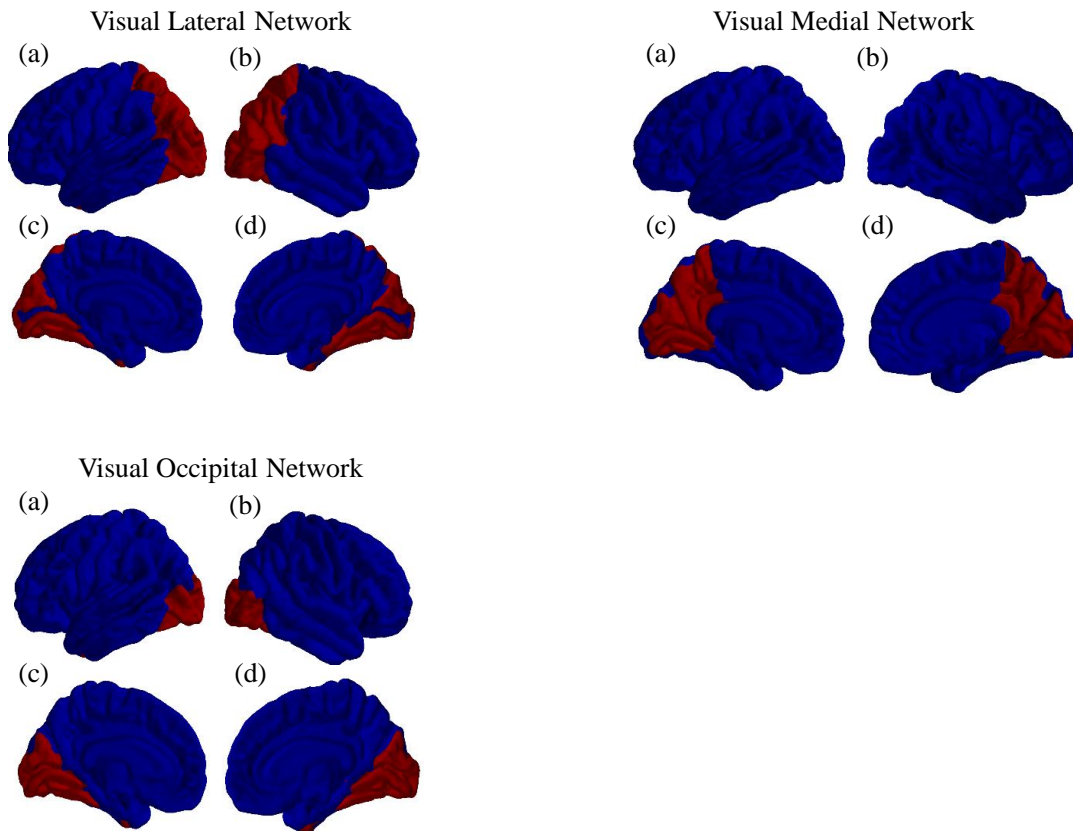 Visual Lateral Network
(a) (b)
(c) (d)
Visual Medial Network
(a) (b)
(c) (d)
Visual Occipital Network
(a) (b)
(c) (d)